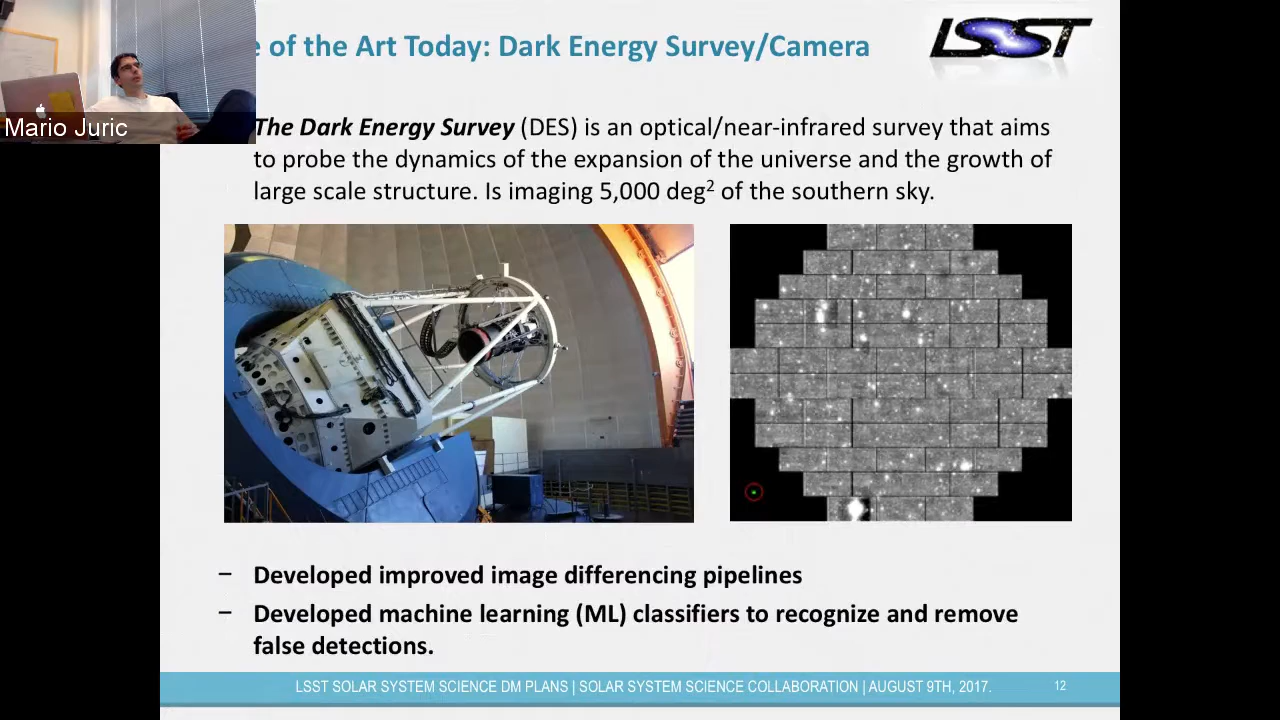 e of the Art Today: Dark Energy Survey/Camera
LSST
Mario Juric
The Dark Energy Survey (DES) is an optical/near-infrared survey that aims
to probe the dynamics of the expansion of the universe and the growth of
large scale structure. Is imaging 5,000 deg² of the southern sky.
– Developed improved image differencing pipelines
– Developed machine learning (ML) classifiers to recognize and remove
false detections.
LSST SOLAR SYSTEM SCIENCE DM PLANS | SOLAR SYSTEM SCIENCE COLLABORATION | AUGUST 9TH, 2017.
12